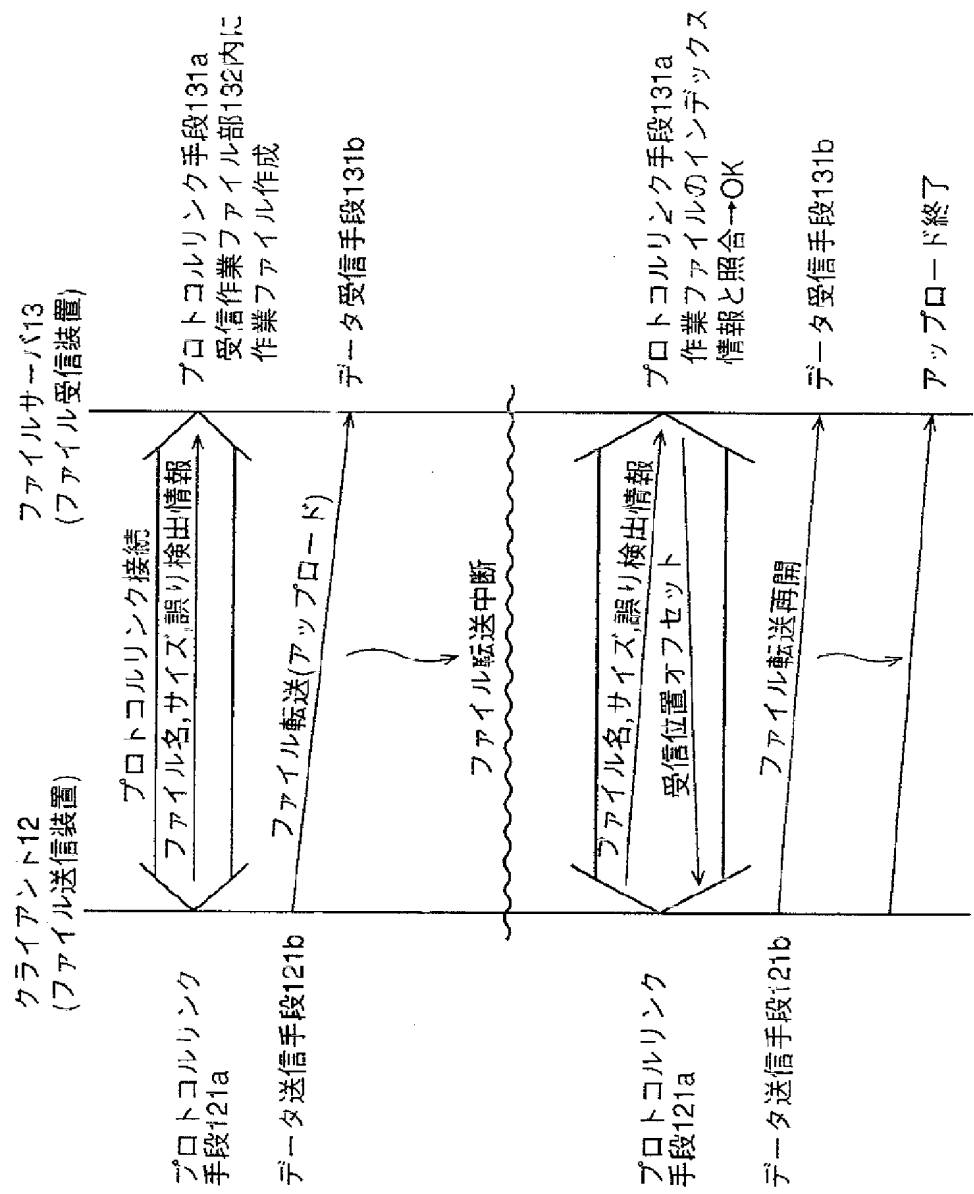 クライアント12
(ファイル送信装置)
ファイルサーバ13
(ファイル受信装置)
プロトコルリンク
手段121a
プロトコルリンク接続
ファイル名,サイズ,誤り検出情報
プロトコルリンク手段131a
受信作業ファイル部132内に
作業ファイル作成
データ送信手段121b
ファイル転送(アップロード)
データ受信手段131b
ファイル転送中断
プロトコルリンク
手段121a
ファイル名,サイズ,誤り検出情報
受信位置オフセット
プロトコルリンク手段131a
作業ファイルのインデックス
情報と照合→OK
データ送信手段121b
ファイル転送再開
データ受信手段131b
アップロード終了